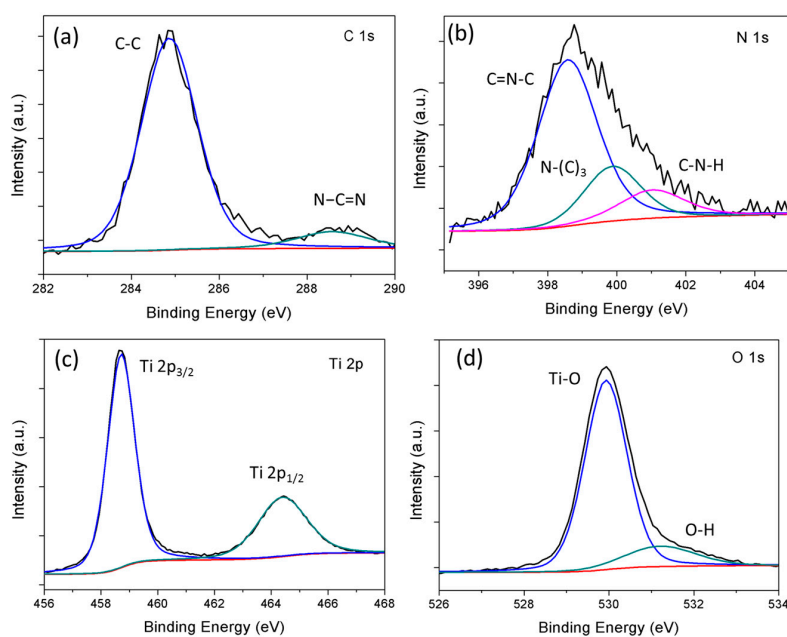 (a)
C 1s
C-C
N–C=N
Intensity (a.u.)
282 284 286 288 290
Binding Energy (eV)
(b)
N 1s
C=N-C
N-(C)₃
C-N-H
Intensity (a.u.)
396 398 400 402 404
Binding Energy (eV)
(c)
Ti 2p
Ti 2p₃/₂
Ti 2p₁/₂
Intensity (a.u.)
456 458 460 462 464 466 468
Binding Energy (eV)
(d)
O 1s
Ti-O
O-H
Intensity (a.u.)
526 528 530 532 534
Binding Energy (eV)